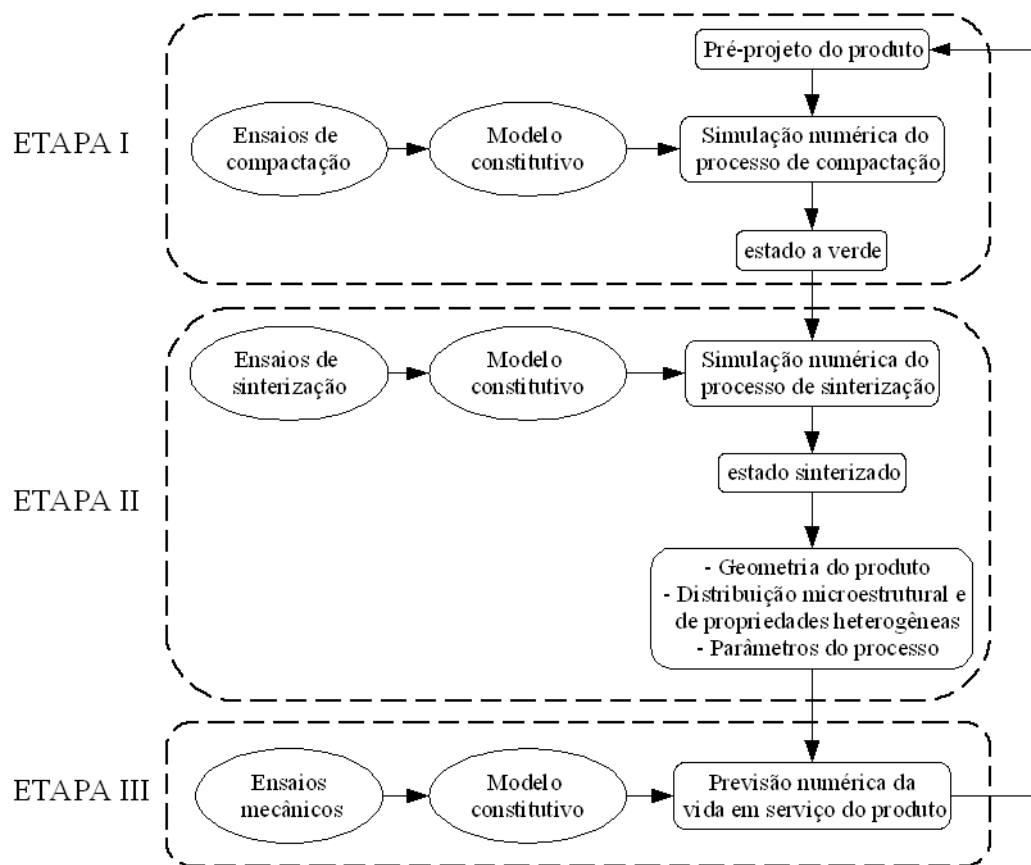 Pré-projeto do produto
ETAPA I
Ensaios de
compactação
Modelo
constitutivo
Simulação numérica do
processo de compactação
estado a verde
Ensaios de
sinterização
Modelo
constitutivo
Simulação numérica do
processo de sinterização
estado sinterizado
ETAPA II
- Geometria do produto
- Distribuição microestrutural e
de propriedades heterogêneas
- Parâmetros do processo
ETAPA III
Ensaios
mecânicos
Modelo
constitutivo
Previsão numérica da
vida em serviço do produto